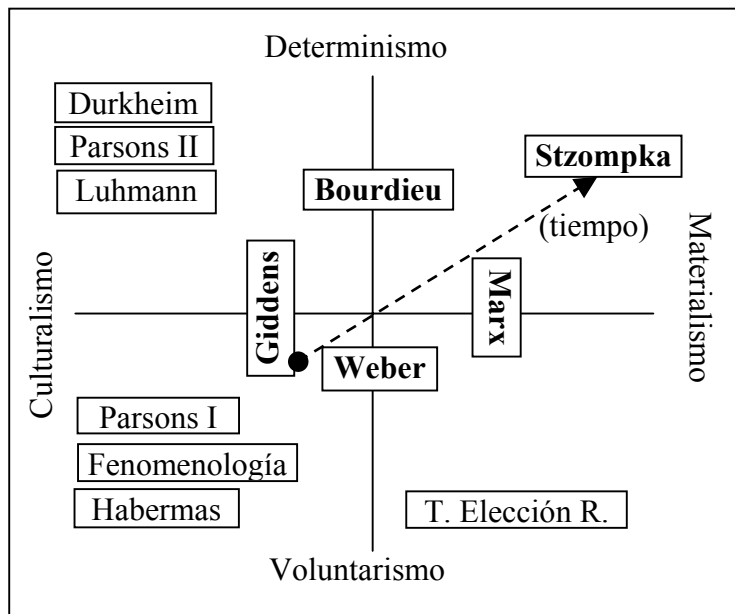 Determinismo
Durkheim
Parsons II
Luhmann
Bourdieu
Stzompka
(tiempo)
Culturalismo
Giddens
Marx
Materialismo
Weber
Parsons I
Fenomenología
Habermas
T. Elección R.
Voluntarismo